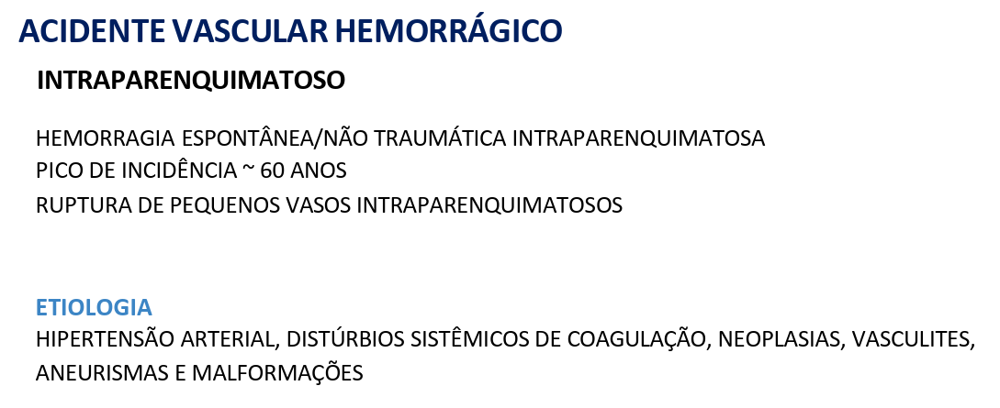 ACIDENTE VASCULAR HEMORRÁGICO
INTRAPARENQUIMATOSO
HEMORRAGIA ESPONTÂNEA/NÃO TRAUMÁTICA INTRAPARENQUIMATOSA
PICO DE INCIDÊNCIA ~ 60 ANOS
RUPTURA DE PEQUENOS VASOS INTRAPARENQUIMATOSOS
ETIOLOGIA
HIPERTENSÃO ARTERIAL, DISTÚRBIOS SISTÊMICOS DE COAGULAÇÃO, NEOPLASIAS, VASCULITES,
ANEURISMAS E MALFORMAÇÕES